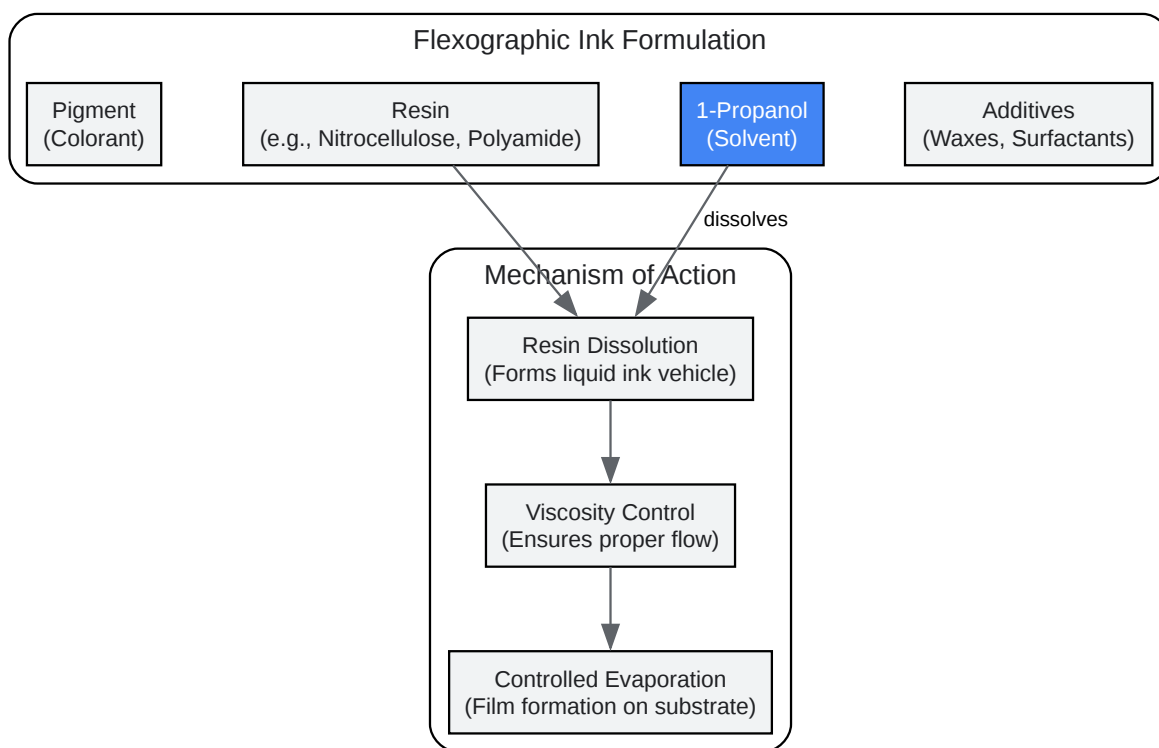 Flexographic Ink Formulation
Pigment
(Colorant)
Resin
(e.g., Nitrocellulose, Polyamide)
1-Propanol
(Solvent)
Additives
(Waxes, Surfactants)
dissolves
Mechanism of Action
Resin Dissolution
(Forms liquid ink vehicle)
Viscosity Control
(Ensures proper flow)
Controlled Evaporation
(Film formation on substrate)